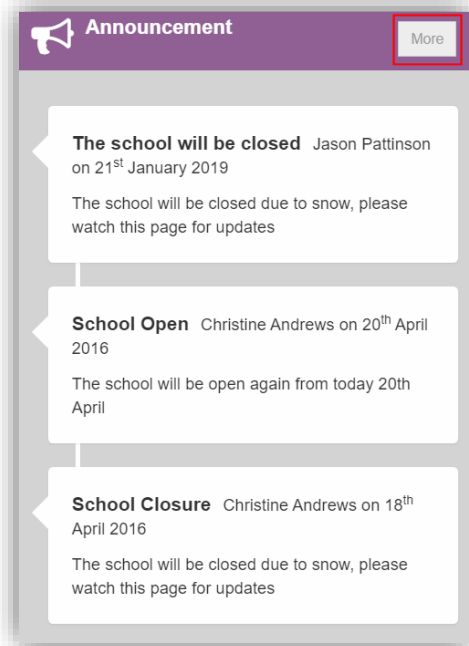 Announcement
More
The school will be closed Jason Pattinson
on 21st January 2019
The school will be closed due to snow, please
watch this page for updates
School Open Christine Andrews on 20th April
2016
The school will be open again from today 20th
April
School Closure Christine Andrews on 18th
April 2016
The school will be closed due to snow, please
watch this page for updates